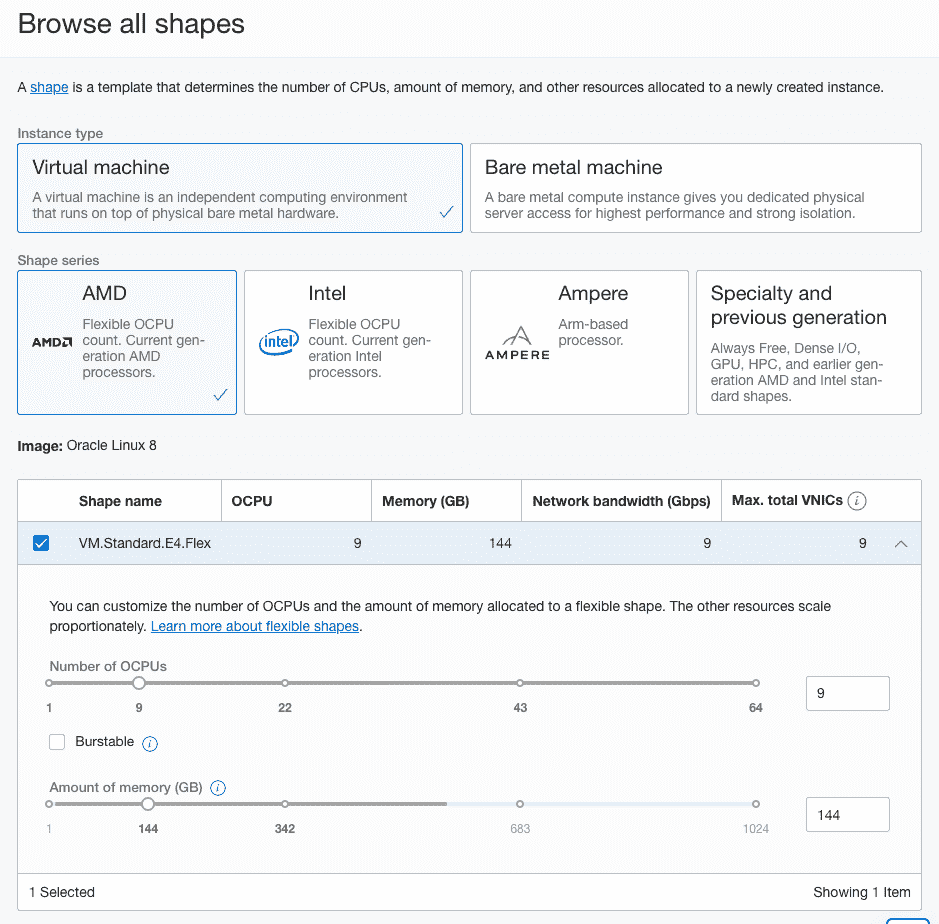 Browse all shapes
A shape is a template that determines the number of CPUs, amount of memory, and other resources allocated to a newly created instance.
Instance type
Virtual machine
A virtual machine is an independent computing environment
that runs on top of physical bare metal hardware.
Bare metal machine
A bare metal compute instance gives you dedicated physical
server access for highest performance and strong isolation.
Shape series
AMD
AMD
Flexible OCPU
count. Current gen-
eration AMD
processors.
Intel
intel
Flexible OCPU
count. Current gen-
eration Intel
processors.
Ampere
AMPERE
Arm-based
processor.
Specialty and
previous generation
Always Free, Dense I/O,
GPU, HPC, and earlier gen-
eration AMD and Intel stan-
dard shapes.
Image: Oracle Linux 8
Shape name OCPU Memory (GB) Network bandwidth (Gbps) Max. total VNICs i
VM.Standard.E4.Flex 9 144 9 9
You can customize the number of OCPUs and the amount of memory allocated to a flexible shape. The other resources scale
proportionately. Learn more about flexible shapes.
Number of OCPUs
1 9 22 43 64
9
Burstable i
Amount of memory (GB) i
1 144 342 683 1024
144
1 Selected Showing 1 Item